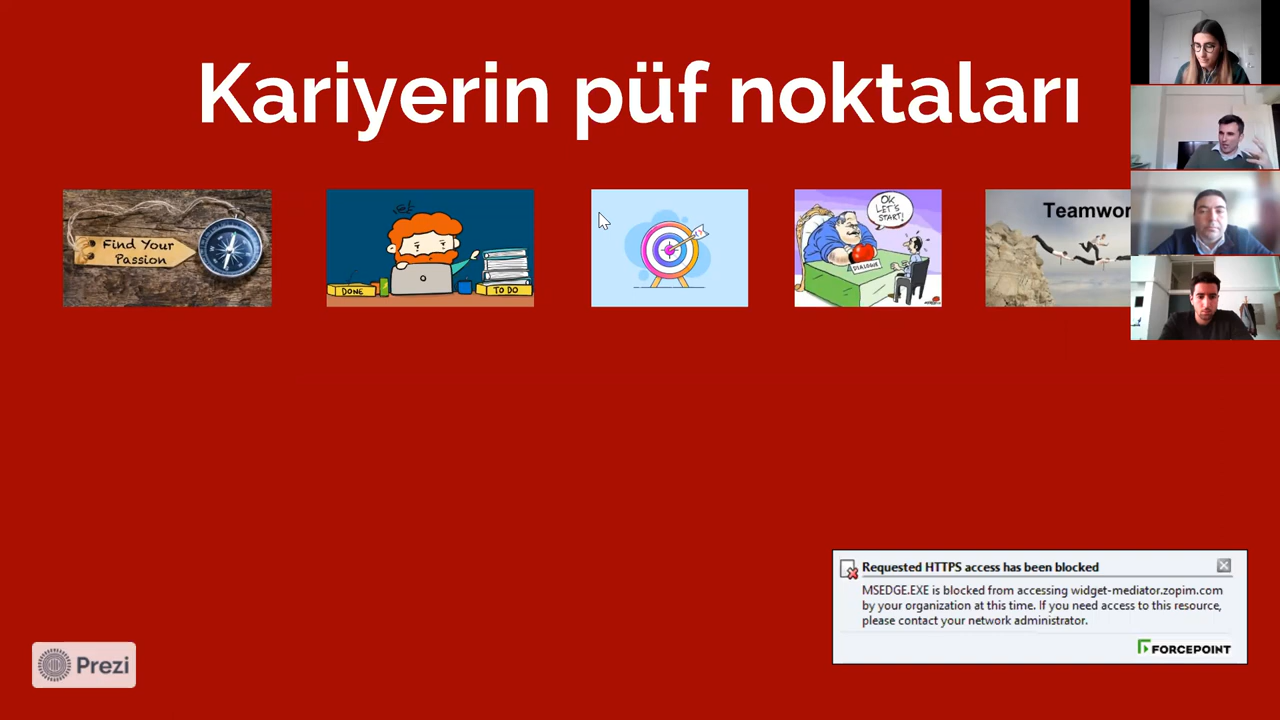 Kariyerin püf noktaları
Find Your
Passion
DONE
TO DO
OK
LET'S
START!
DIALOGUE
Teamwor
Requested HTTPS access has been blocked
MSEDGE.EXE is blocked from accessing widget-mediator.zopim.com
by your organization at this time. If you need access to this resource,
please contact your network administrator.
FORCEPOINT
Prezi